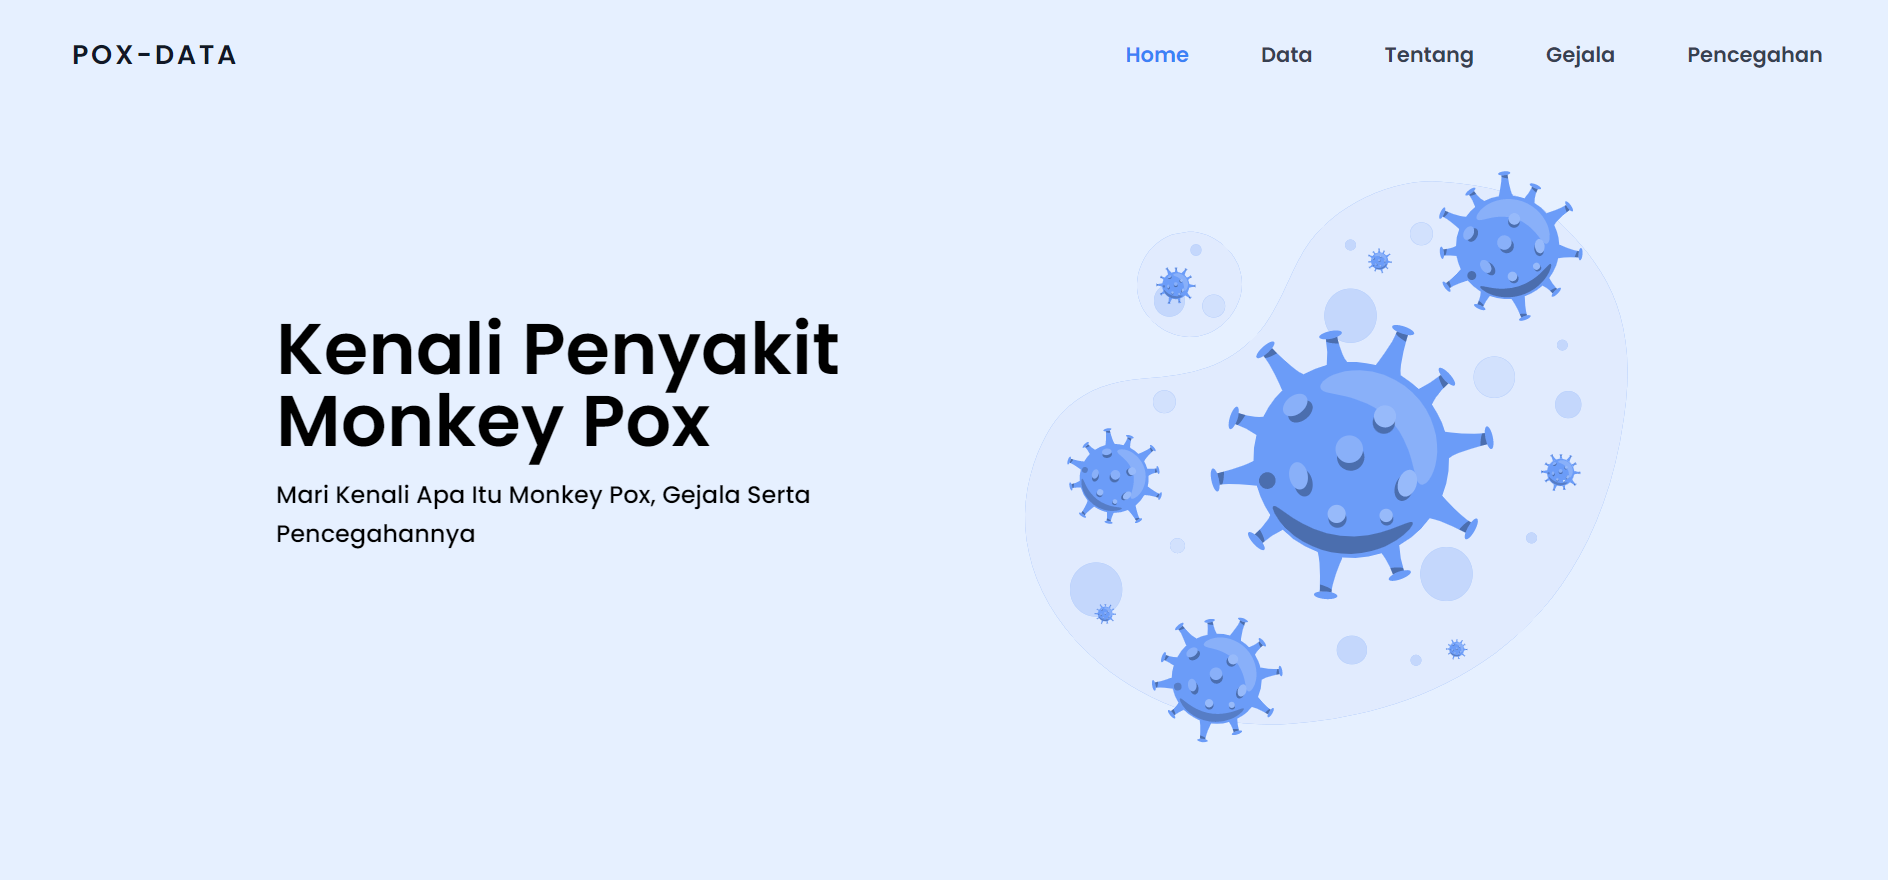 POX-DATA
Home
Data
Tentang
Gejala
Pencegahan
Kenali Penyakit
Monkey Pox
Mari Kenali Apa Itu Monkey Pox, Gejala Serta
Pencegahannya